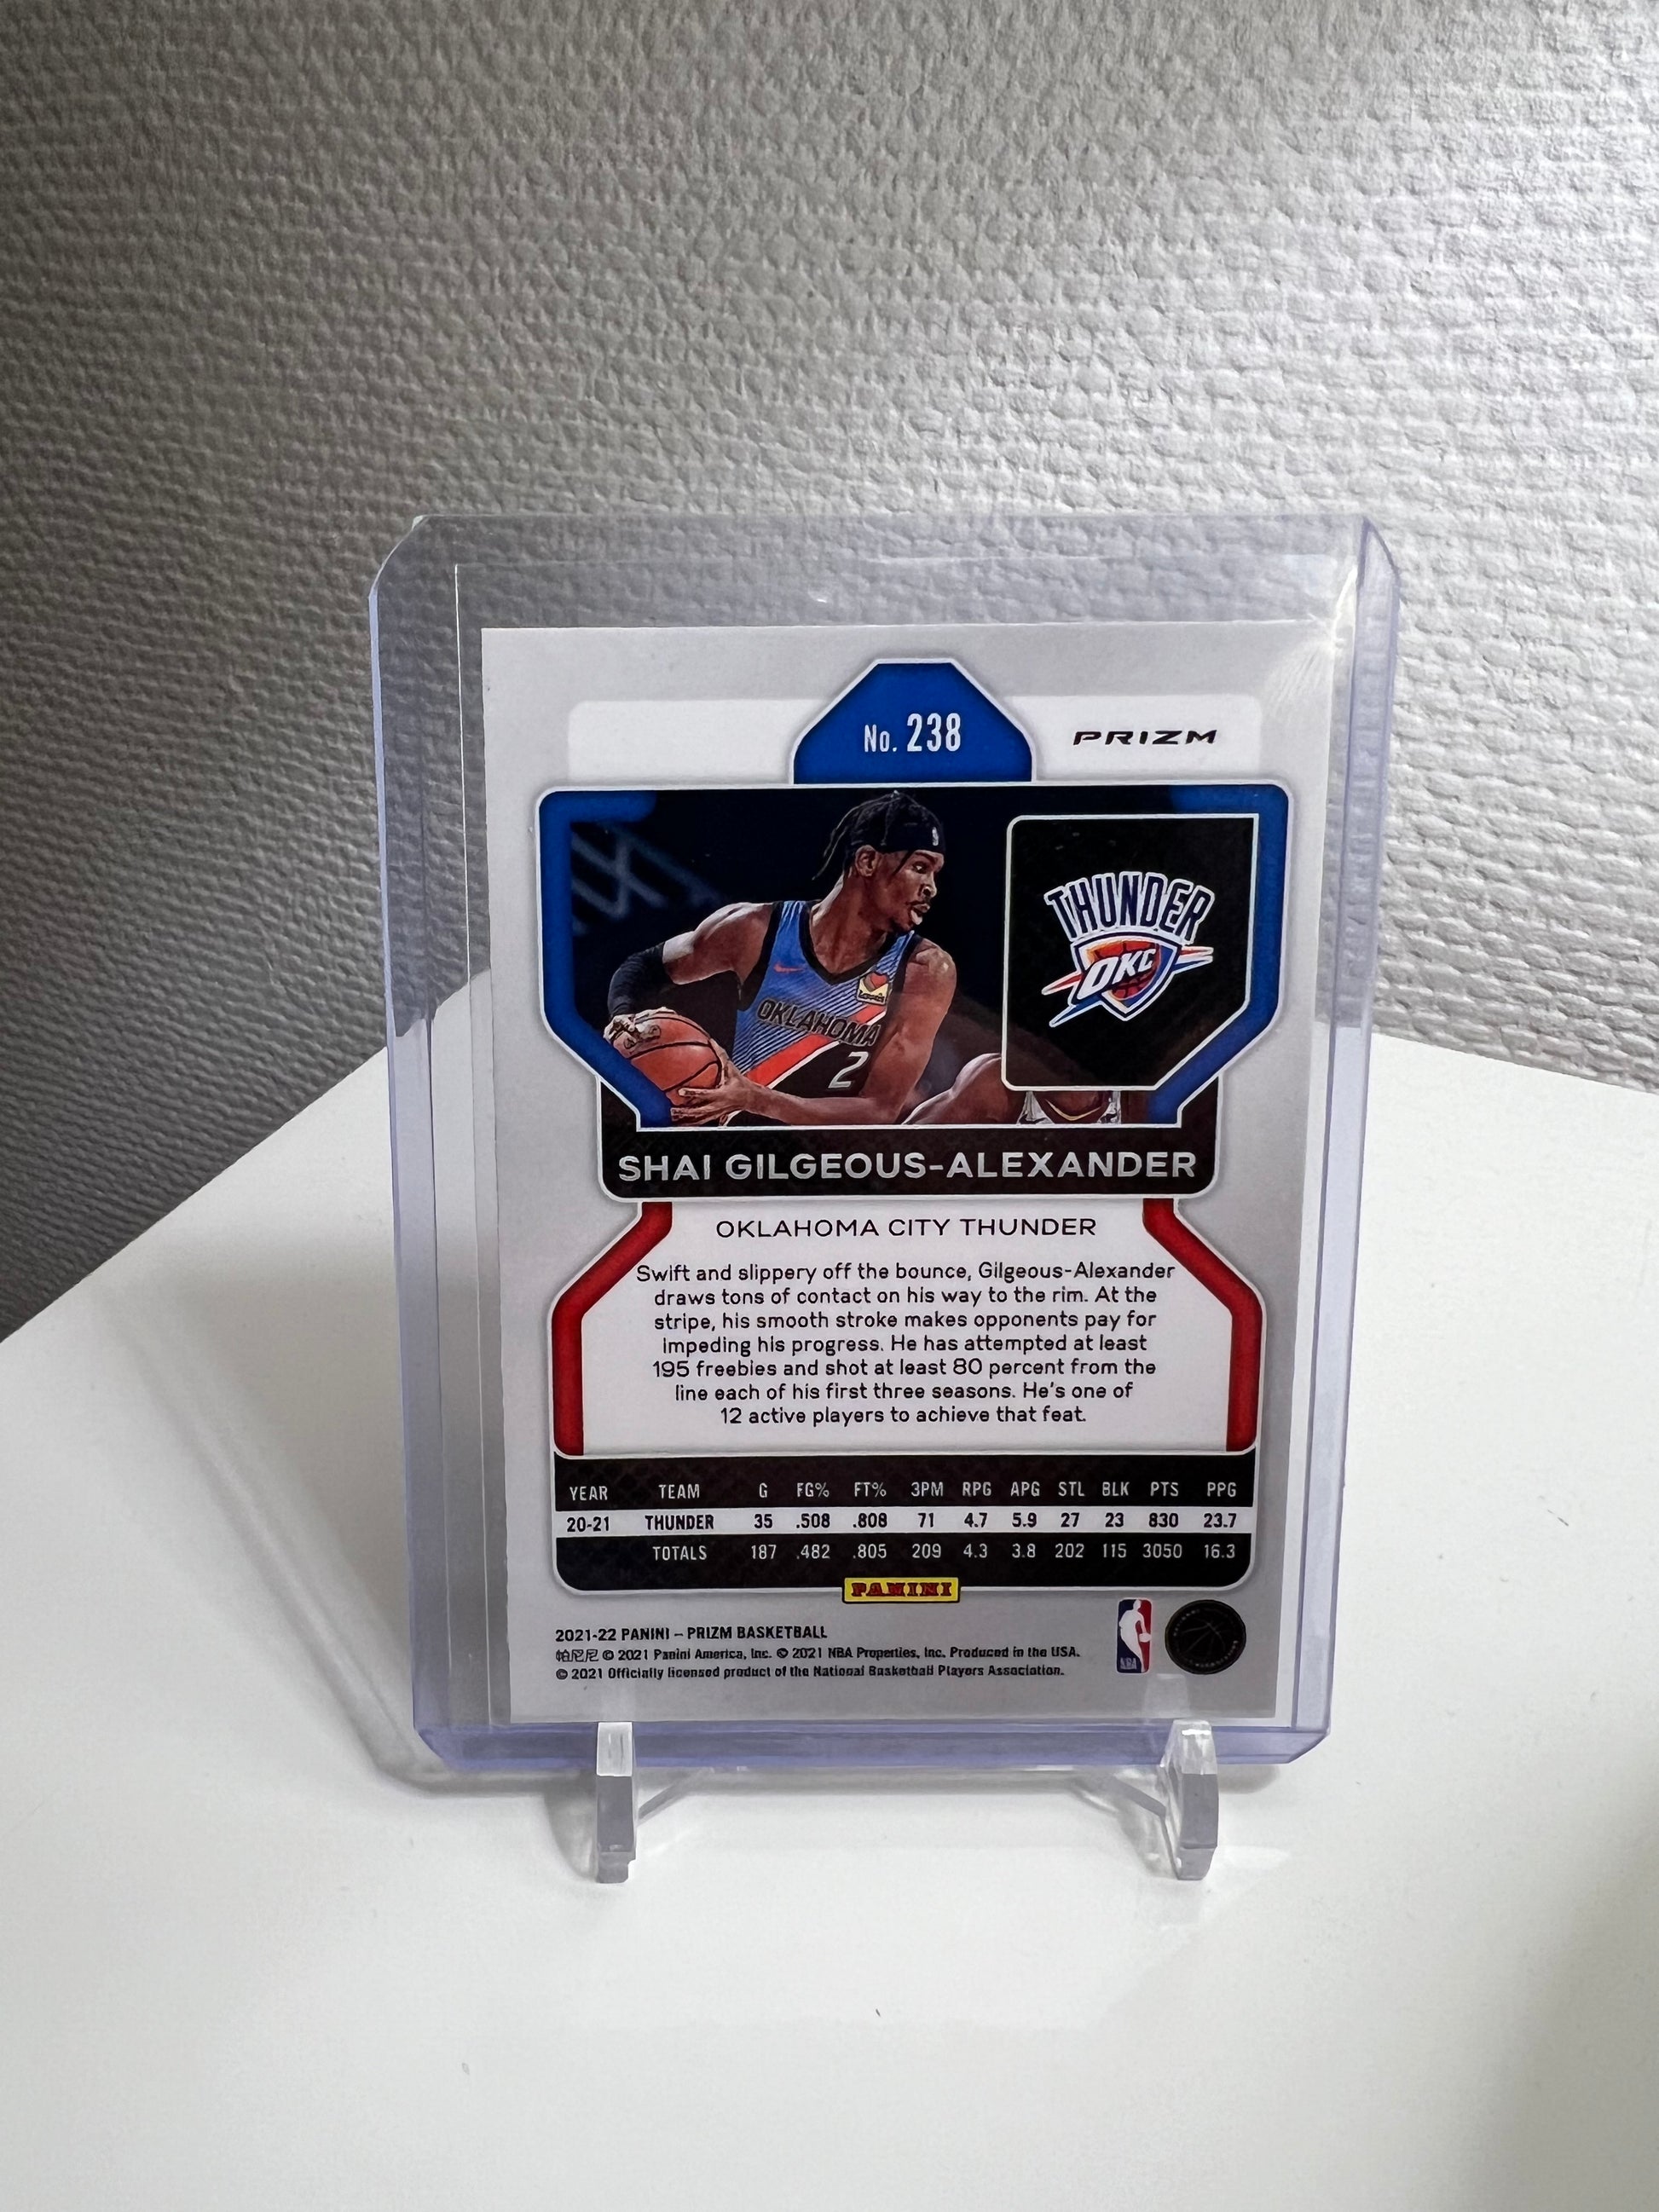 No. 238
PRIZM
THUNDER
OKC
OKLAHOMA
2
SHAI GILGEOUS-ALEXANDER
OKLAHOMA CITY THUNDER
Swift and slippery off the bounce, Gilgeous-Alexander
draws tons of contact on his way to the rim. At the
stripe, his smooth stroke makes opponents pay for
impeding his progress. He has attempted at least
195 freebies and shot at least 80 percent from the
line each of his first three seasons. He's one of
12 active players to achieve that feat.
YEAR TEAM G FG% FT% 3PM RPG APG STL BLK PTS PPG
20-21 THUNDER 35 .508 .808 71 4.7 5.9 27 23 830 23.7
TOTALS 187 .482 .805 209 4.3 3.8 202 115 3050 16.3
PANINI
2021-22 PANINI – PRIZM BASKETBALL
帕尼尼 © 2021 Panini America, Inc. © 2021 NBA Properties, Inc. Produced in the USA.
© 2021 Officially licensed product of the National Basketball Players Association.
NBA